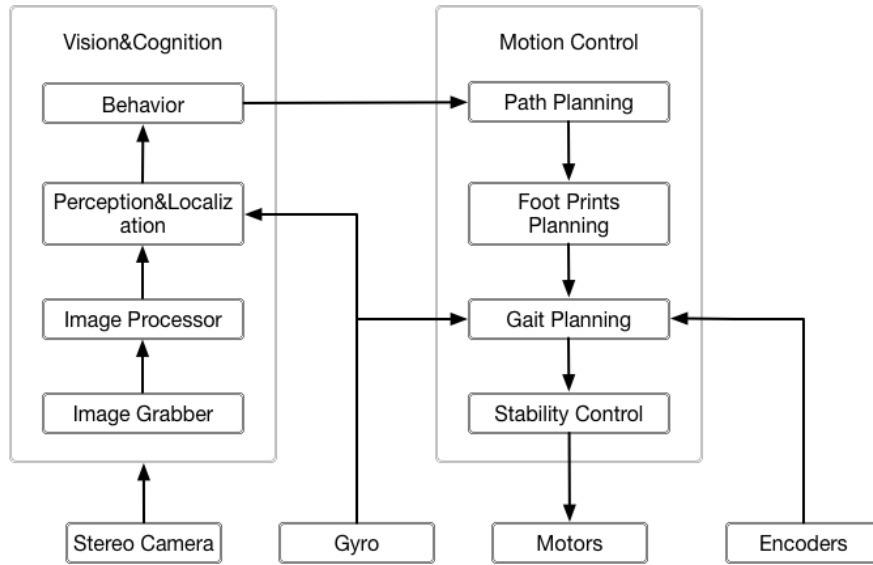 Vision&Cognition
Behavior
Perception&Localiz
ation
Image Processor
Image Grabber
Motion Control
Path Planning
Foot Prints
Planning
Gait Planning
Stability Control
Stereo Camera
Gyro
Motors
Encoders